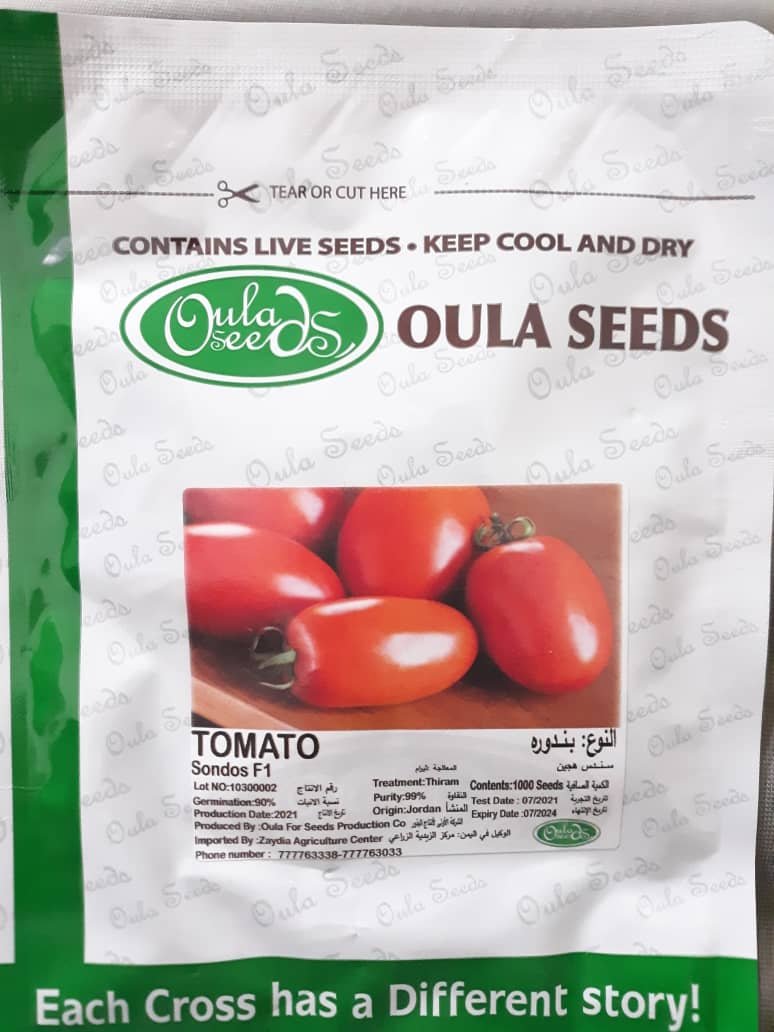 TEAR OR CUT HERE
CONTAINS LIVE SEEDS • KEEP COOL AND DRY
Oula seeds
OULA SEEDS
TOMATO
النوع: بندوره
Sondos F1
سندس هجين
Lot NO:10300002 رقم الانتاج
المعالجة: ثيرام
Treatment:Thiram
Contents:1000 Seeds الكمية الصافية
Germination:90% نسبة الانبات
Purity:99% النقاوة
Test Date : 07/2021 تاريخ التجربة
Production Date:2021 تاريخ الانتاج
Origin:Jordan المنشأ
Expiry Date :07/2024 تاريخ الإنتهاء
Produced By :Oula For Seeds Production Co
Imported By :Zaydia Agriculture Center الوكيل في اليمن: مركز الزيدية الزراعي
Oula seeds
Phone number : 777763338-777763033
Each Cross has a Different story!